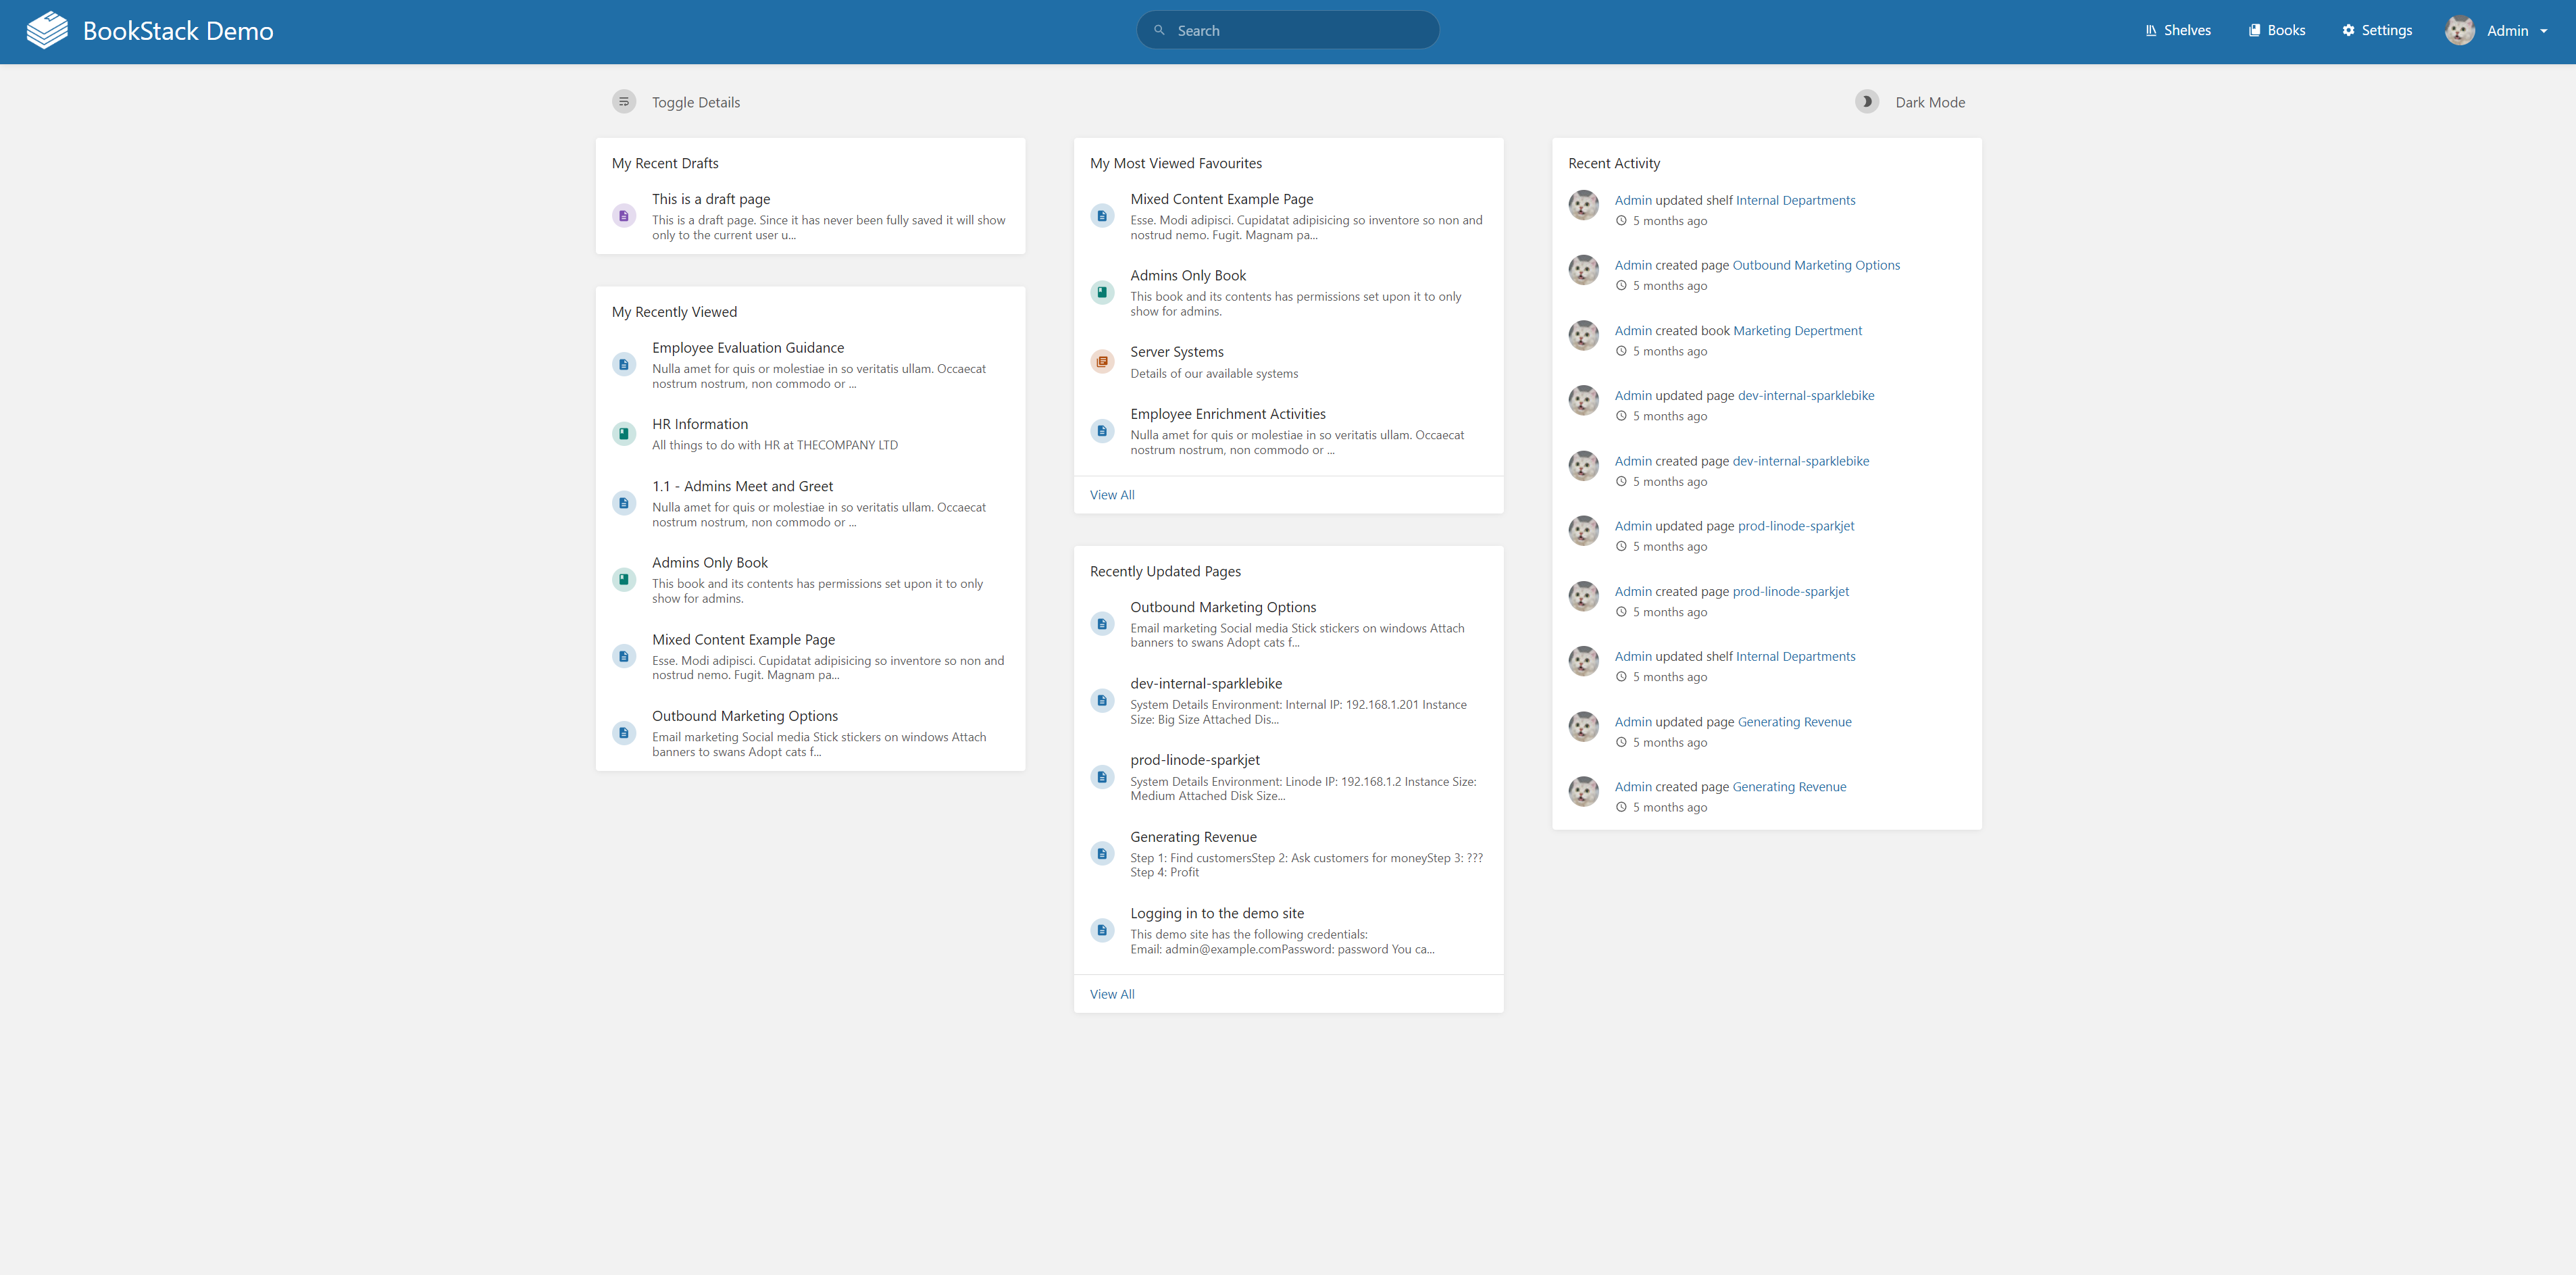 BookStack Demo
Search
Shelves
Books
Settings
Admin
Toggle Details
Dark Mode
My Recent Drafts
This is a draft page
This is a draft page. Since it has never been fully saved it will show
only to the current user u...
My Recently Viewed
Employee Evaluation Guidance
Nulla amet for quis or molestiae in so veritatis ullam. Occaecat
nostrum nostrum, non commodo or ...
HR Information
All things to do with HR at THECOMPANY LTD
1.1 - Admins Meet and Greet
Nulla amet for quis or molestiae in so veritatis ullam. Occaecat
nostrum nostrum, non commodo or ...
Admins Only Book
This book and its contents has permissions set upon it to only
show for admins.
Mixed Content Example Page
Esse. Modi adipisci. Cupidatat adipisicing so inventore so non and
nostrud nemo. Fugit. Magnam pa...
Outbound Marketing Options
Email marketing Social media Stick stickers on windows Attach
banners to swans Adopt cats f...
My Most Viewed Favourites
Mixed Content Example Page
Esse. Modi adipisci. Cupidatat adipisicing so inventore so non and
nostrud nemo. Fugit. Magnam pa...
Admins Only Book
This book and its contents has permissions set upon it to only
show for admins.
Server Systems
Details of our available systems
Employee Enrichment Activities
Nulla amet for quis or molestiae in so veritatis ullam. Occaecat
nostrum nostrum, non commodo or ...
View All
Recently Updated Pages
Outbound Marketing Options
Email marketing Social media Stick stickers on windows Attach
banners to swans Adopt cats f...
dev-internal-sparklebike
System Details Environment: Internal IP: 192.168.1.201 Instance
Size: Big Size Attached Dis...
prod-linode-sparkjet
System Details Environment: Linode IP: 192.168.1.2 Instance Size:
Medium Attached Disk Size...
Generating Revenue
Step 1: Find customersStep 2: Ask customers for moneyStep 3: ???
Step 4: Profit
Logging in to the demo site
This demo site has the following credentials:
Email: admin@example.comPassword: password You ca...
View All
Recent Activity
Admin updated shelf Internal Departments
5 months ago
Admin created page Outbound Marketing Options
5 months ago
Admin created book Marketing Depertment
5 months ago
Admin updated page dev-internal-sparklebike
5 months ago
Admin created page dev-internal-sparklebike
5 months ago
Admin updated page prod-linode-sparkjet
5 months ago
Admin created page prod-linode-sparkjet
5 months ago
Admin updated shelf Internal Departments
5 months ago
Admin updated page Generating Revenue
5 months ago
Admin created page Generating Revenue
5 months ago